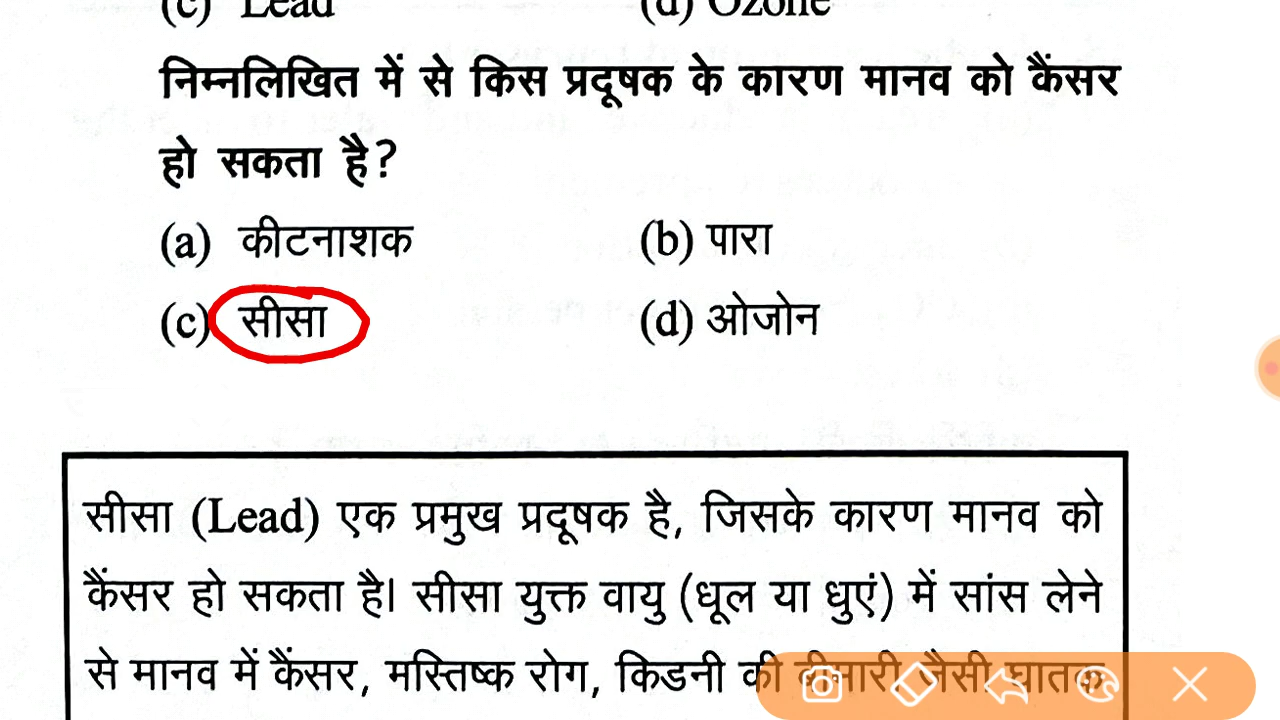 (c) Lead (d) Ozone
निम्नलिखित में से किस प्रदूषक के कारण मानव को कैंसर
हो सकता है?
(a) कीटनाशक (b) पारा
(c) सीसा (d) ओजोन
सीसा (Lead) एक प्रमुख प्रदूषक है, जिसके कारण मानव को
कैंसर हो सकता है। सीसा युक्त वायु (धूल या धुएं) में सांस लेने
से मानव में कैंसर, मस्तिष्क रोग, किडनी की बीमारी जैसी घातक